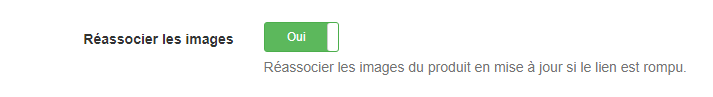 Réassocier les images Oui
Réassocier les images du produit en mise à jour si le lien est rompu.